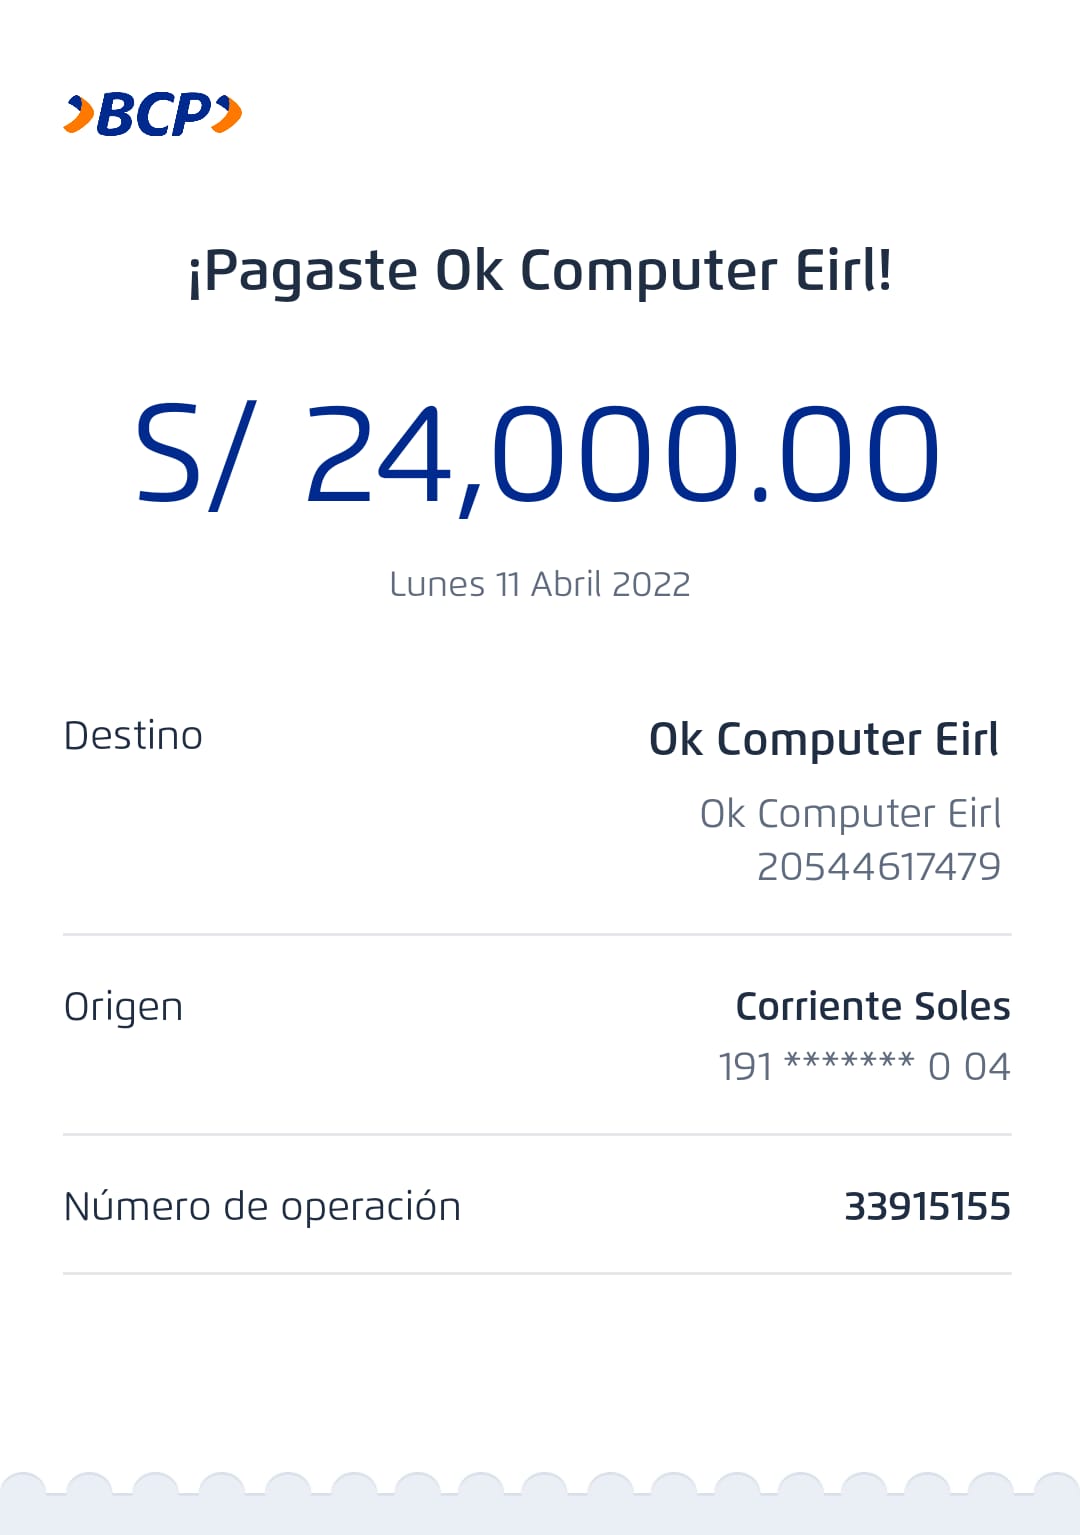 BCP
¡Pagaste Ok Computer Eirl!
S/ 24,000.00
Lunes 11 Abril 2022
Destino
Ok Computer Eirl
Ok Computer Eirl
20544617479
Origen
Corriente Soles
191 ******* 0 04
Número de operación
33915155